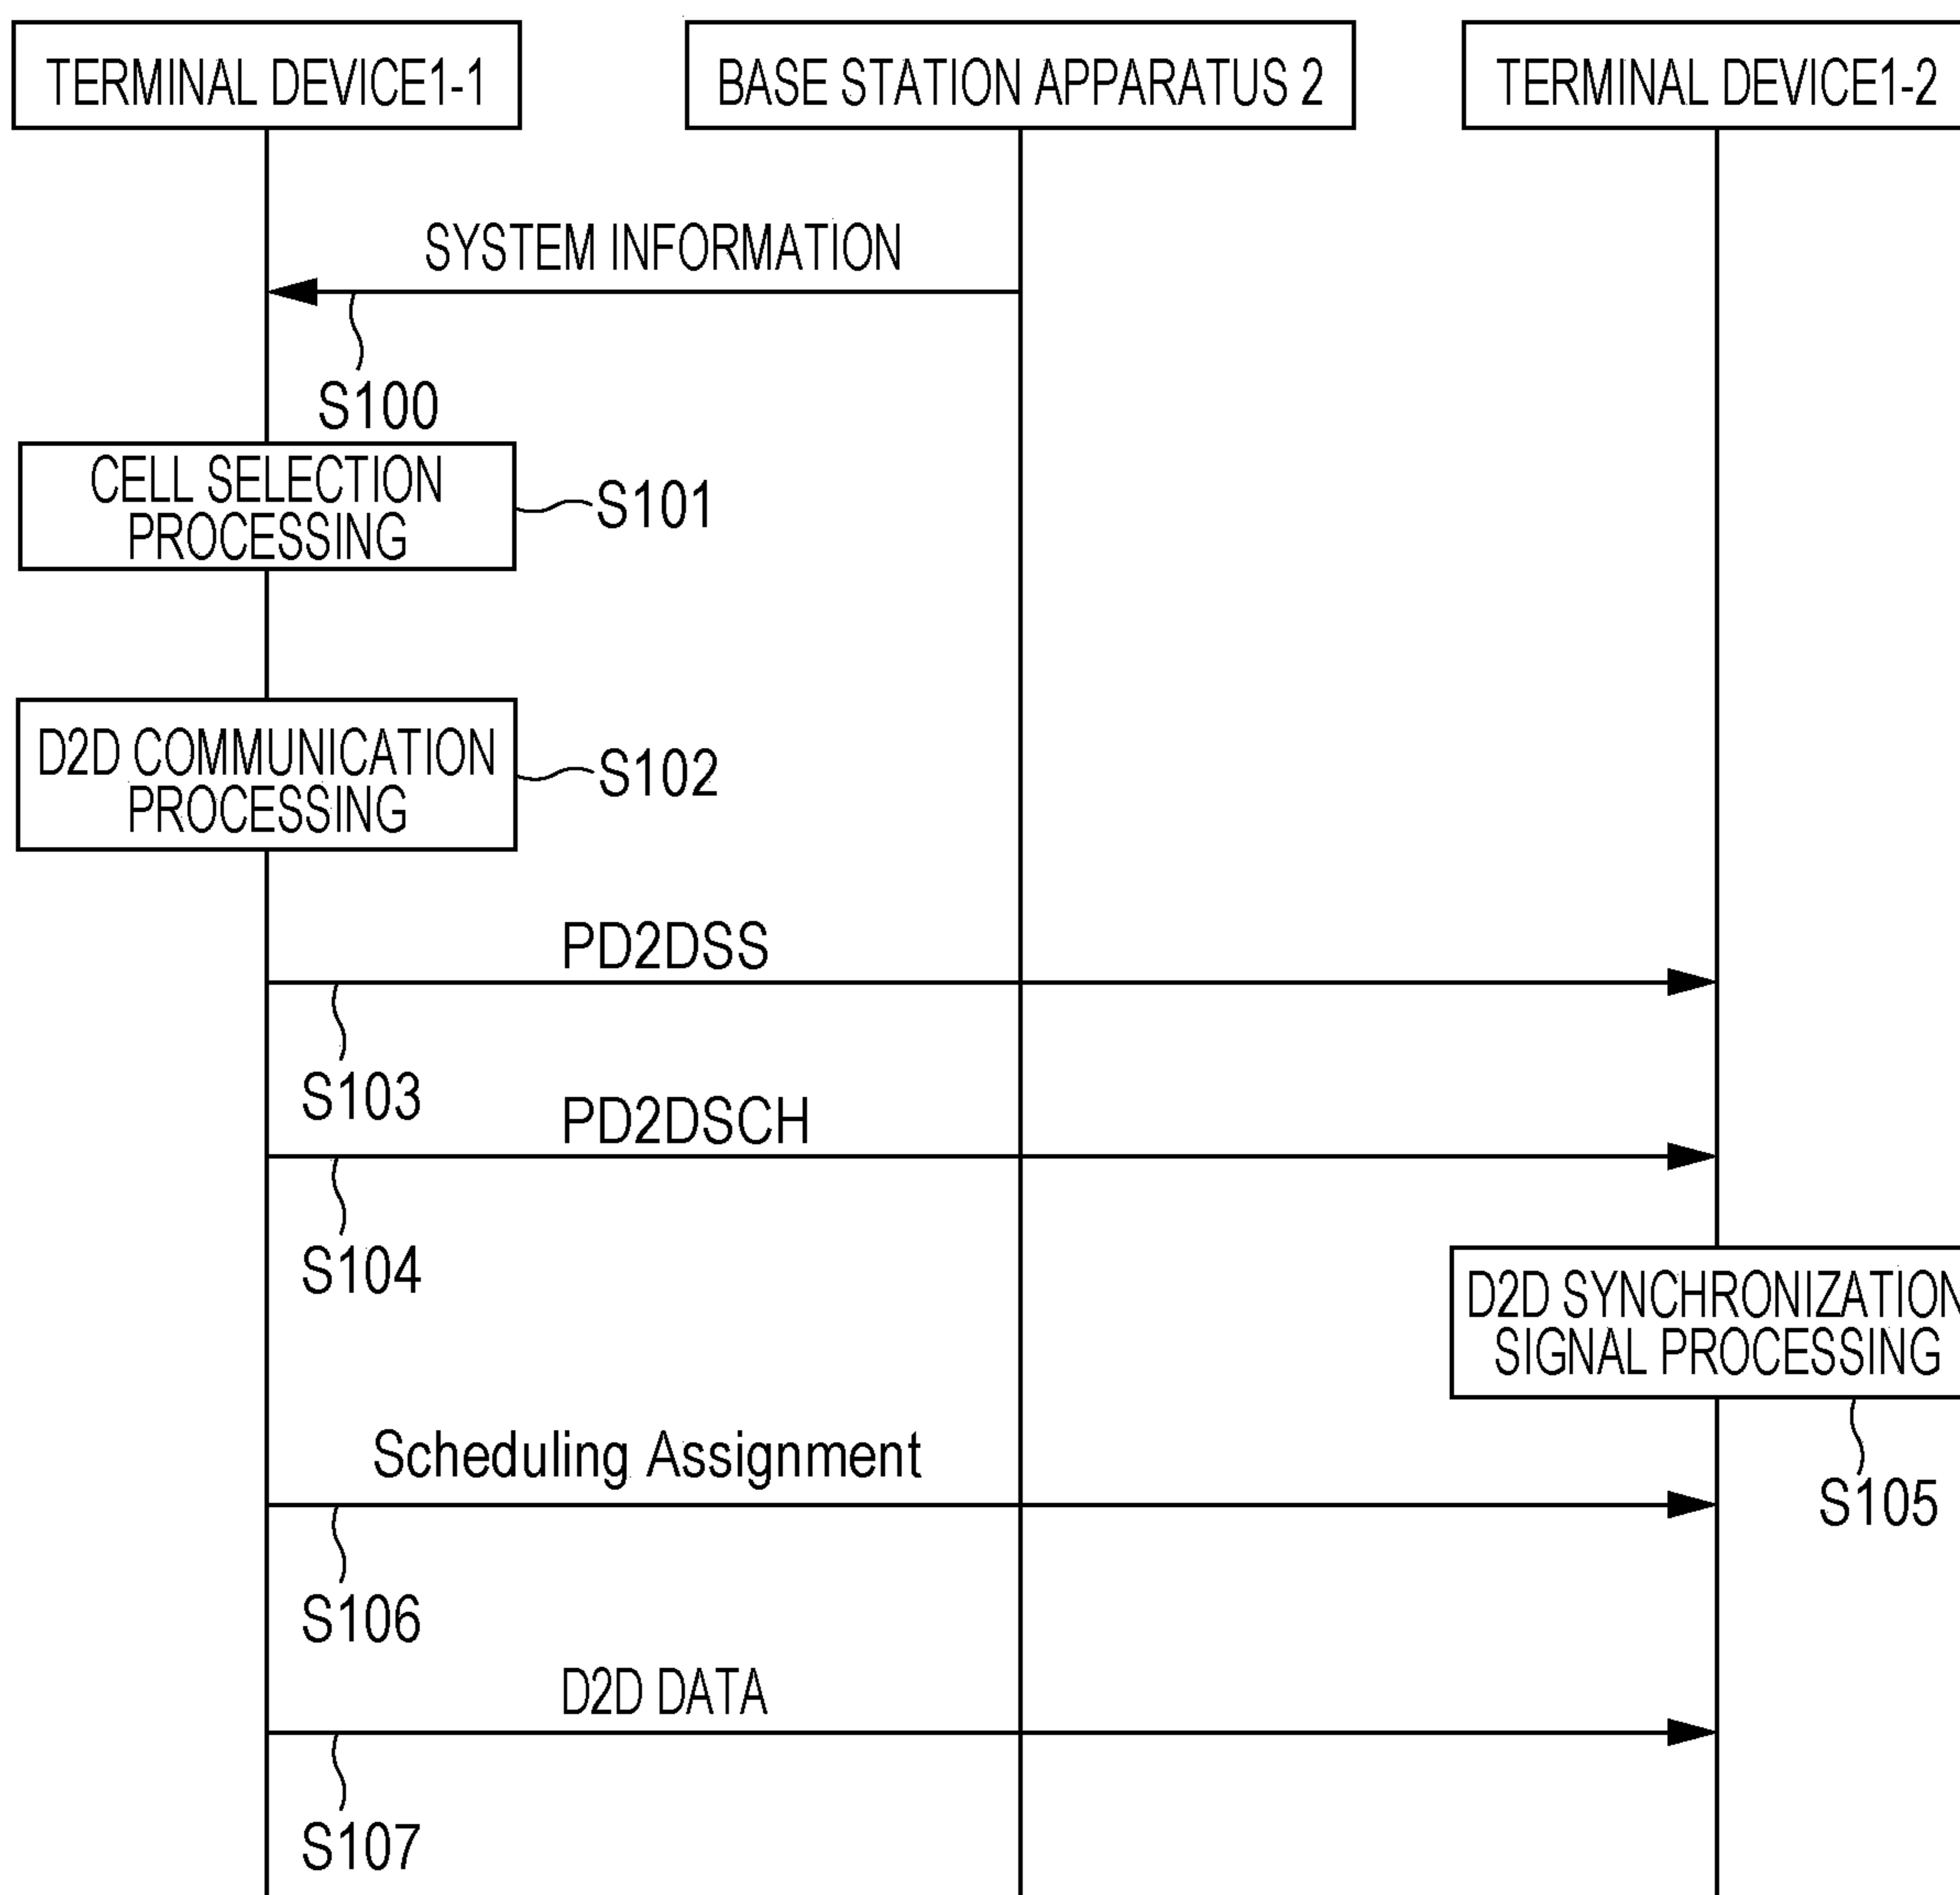 TERMINAL DEVICE1-1
BASE STATION APPARATUS 2
TERMINAL DEVICE1-2
SYSTEM INFORMATION
S100
CELL SELECTION
PROCESSING
S101
D2D COMMUNICATION
PROCESSING
S102
PD2DSS
S103
PD2DSCH
S104
D2D SYNCHRONIZATION
SIGNAL PROCESSING
S105
Scheduling Assignment
S106
D2D DATA
S107